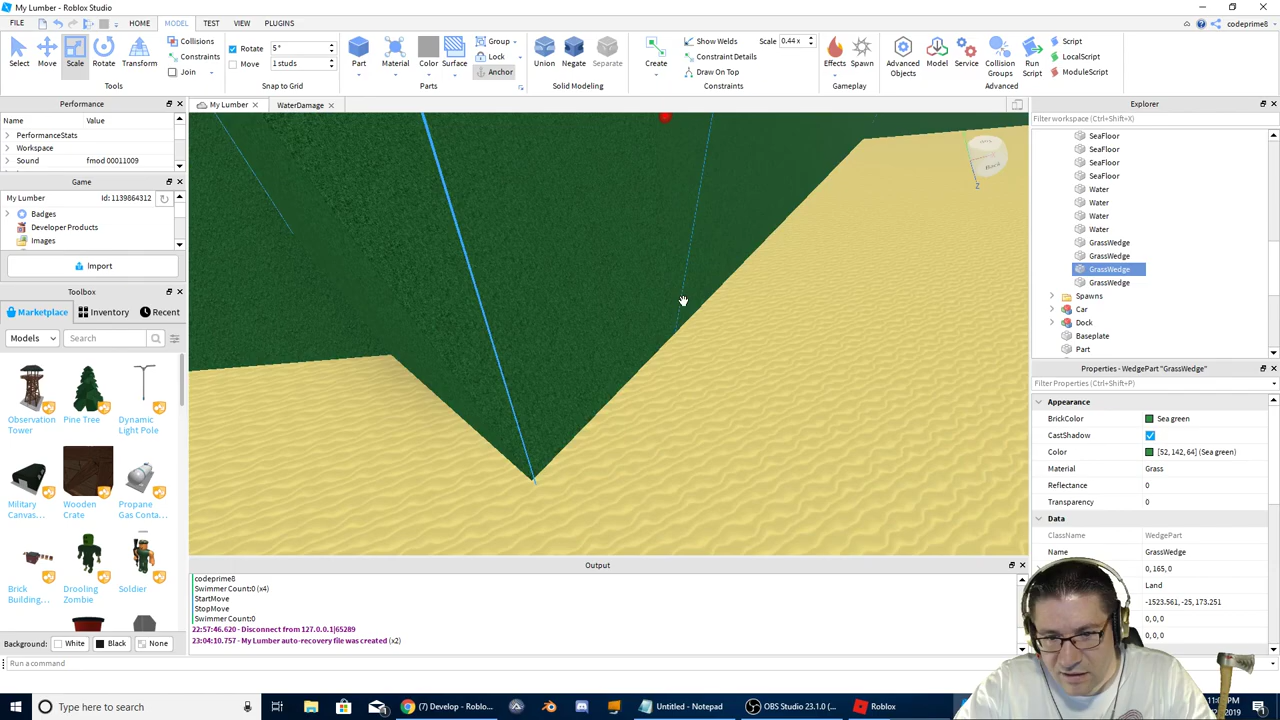 My Lumber - Roblox Studio
FILE HOME MODEL TEST VIEW PLUGINS codeprime8
Select Move Scale Rotate Transform
Collisions
Constraints
Join
Tools
Rotate 5 °
Move 1 studs
Snap to Grid
Part Material Color Surface
Group
Lock
Anchor
Parts
Union Negate Separate
Solid Modeling
Create
Show Welds Scale 0.44 x
Constraint Details
Draw On Top
Constraints
Effects Spawn
Gameplay
Advanced Objects Model Service Collision Groups Run Script
Script
LocalScript
ModuleScript
Advanced
Performance
Name Value
PerformanceStats
Workspace
Sound fmod 00011009
Game
My Lumber Id: 1139864312
Badges
Developer Products
Images
Import
Toolbox
Marketplace Inventory Recent
Models Search
Observation Tower Pine Tree Dynamic Light Pole
Military Canvas... Wooden Crate Propane Gas Conta...
Brick Building... Drooling Zombie Soldier
Background: White Black None
My Lumber WaterDamage
Back
Z
Output
codeprime8
Swimmer Count:0 (x4)
StartMove
StopMove
Swimmer Count:0
22:57:46.620 - Disconnect from 127.0.0.1|65289
23:04:10.757 - My Lumber auto-recovery file was created (x2)
Run a command
Explorer
Filter workspace (Ctrl+Shift+X)
SeaFloor
SeaFloor
SeaFloor
SeaFloor
Water
Water
Water
Water
GrassWedge
GrassWedge
GrassWedge
GrassWedge
Spawns
Car
Dock
Baseplate
Part
Properties - WedgePart "GrassWedge"
Filter Properties (Ctrl+Shift+P)
Appearance
BrickColor Sea green
CastShadow
Color [52, 142, 64] (Sea green)
Material Grass
Reflectance 0
Transparency 0
Data
ClassName WedgePart
Name GrassWedge
0, 165, 0
Land
-1523.561, -25, 173.251
0, 0, 0
0, 0, 0
Type here to search
(7) Develop - Roblo...
Untitled - Notepad
OBS Studio 23.1.0 (...
Roblox